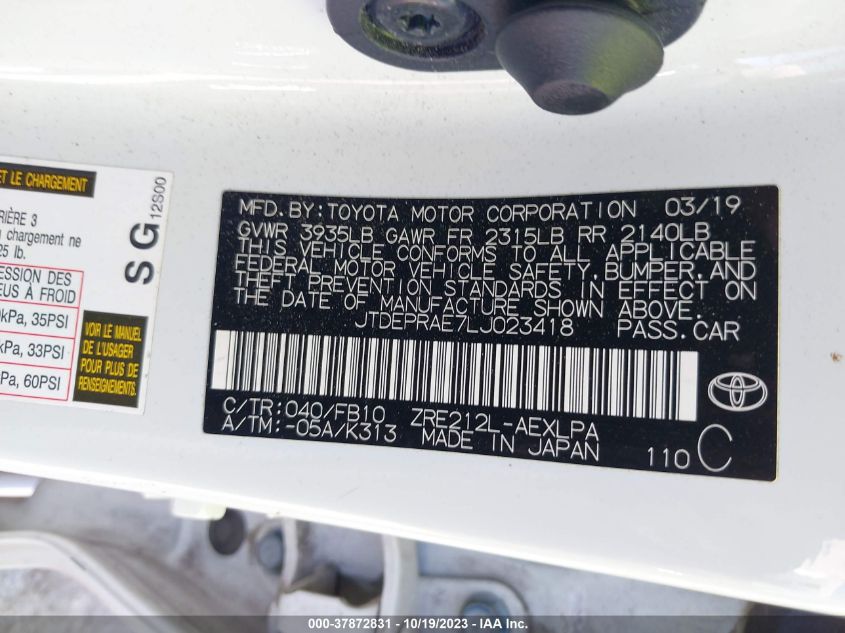 MFD. BY: TOYOTA MOTOR CORPORATION 03/19
GVWR 3935LB GAWR FR 2315LB RR 2140LB
THIS VEHICLE CONFORMS TO ALL APPLICABLE
FEDERAL MOTOR VEHICLE SAFETY, BUMPER, AND
THEFT PREVENTION STANDARDS IN EFFECT ON
THE DATE OF MANUFACTURE SHOWN ABOVE.
JTDEPRAE7LJ023418 PASS. CAR
C/TR: 040/FB10 ZRE212L-AEXLPA
A/TM: -05A/K313 MADE IN JAPAN
110 C
ET LE CHARGEMENT
RIÈRE 3
u chargement ne
25 lb.
ESSION DES
EUS À FROID
kPa, 35PSI
kPa, 33PSI
Pa, 60PSI
VOIR LE MANUEL
DE L'USAGER
POUR PLUS DE
RENSEIGNEMENTS.
SG 12S00
000-37872831 - 10/19/2023 - IAA